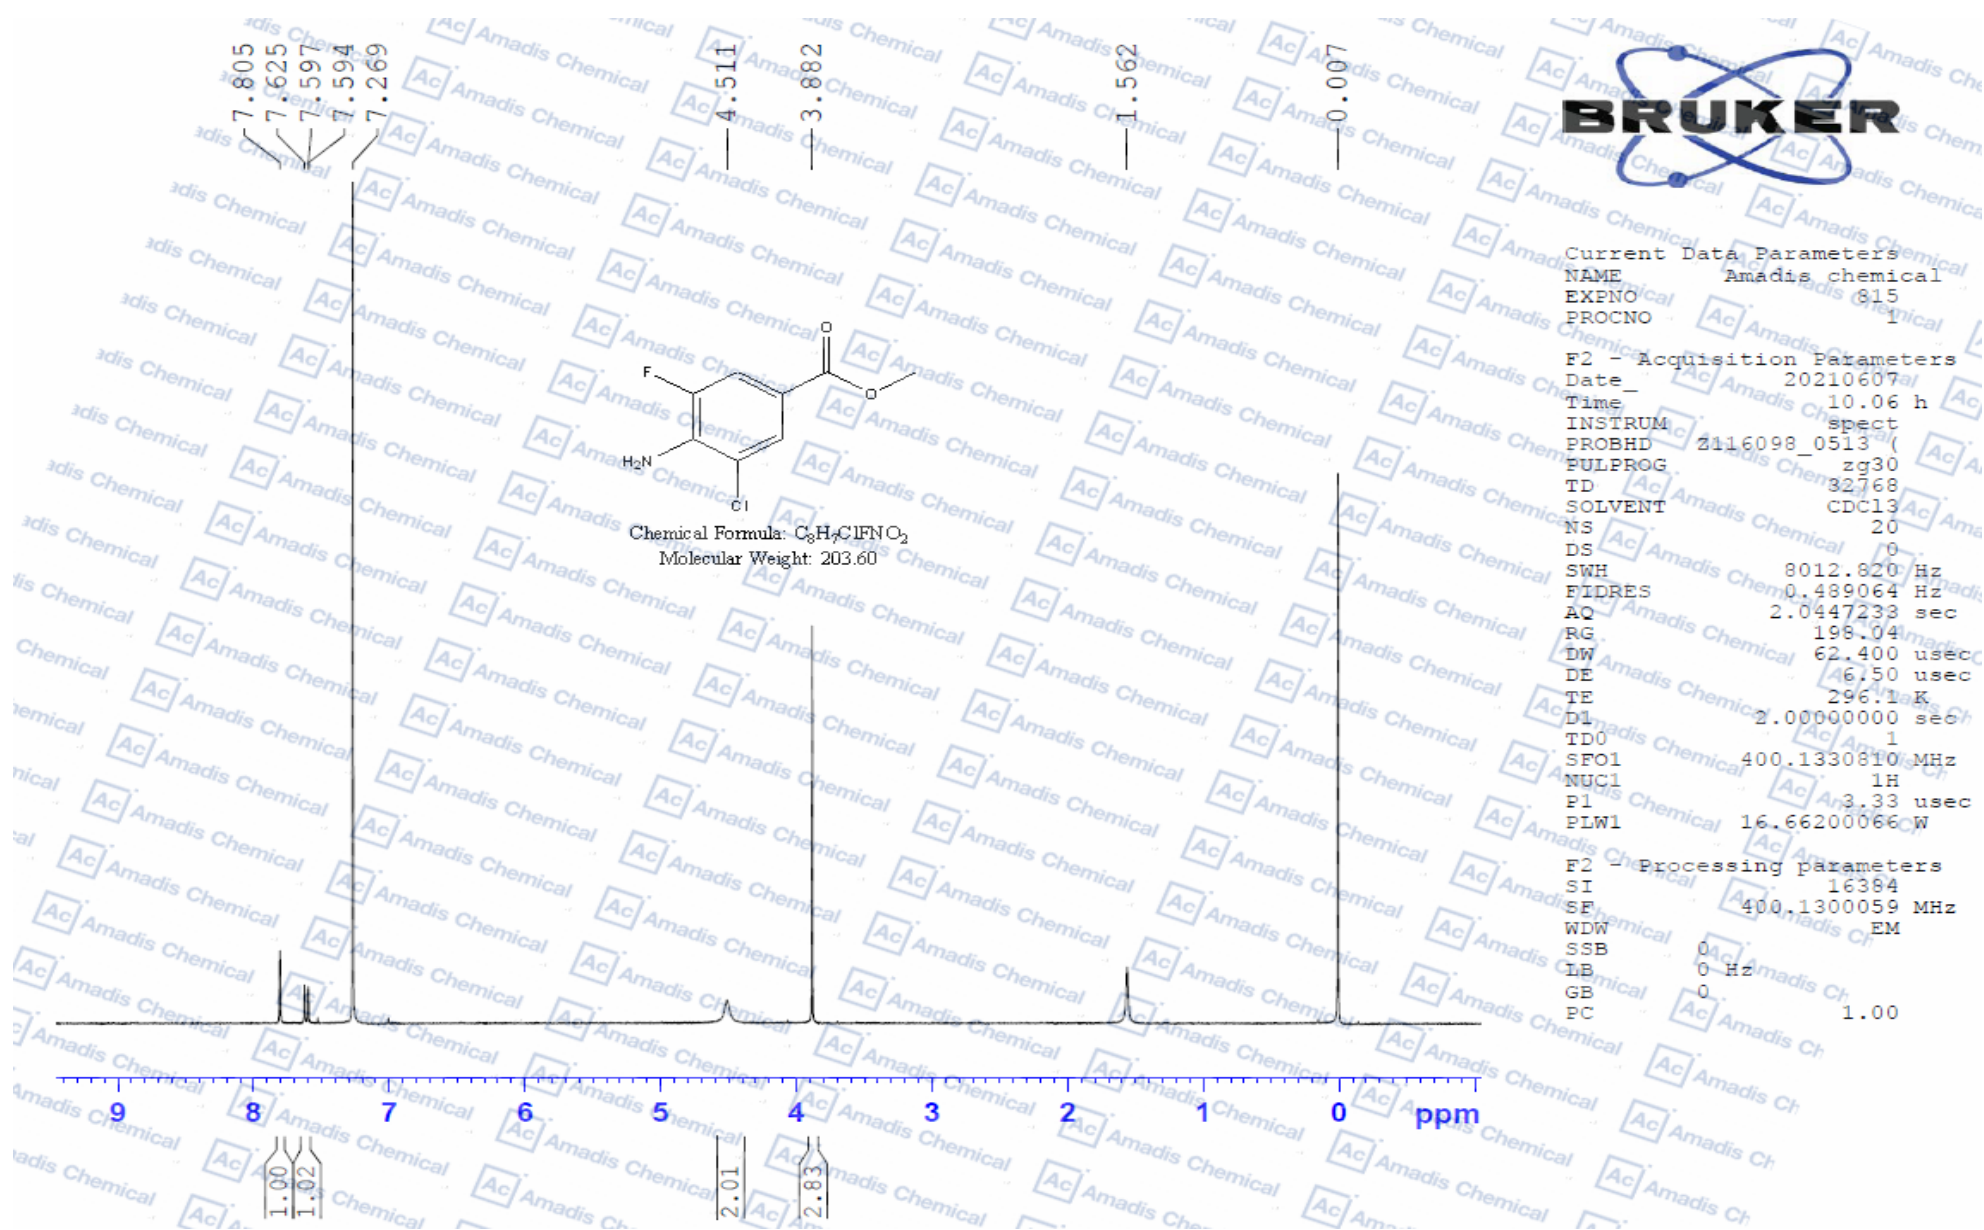 7.805
7.625
7.597
7.594
7.269
4.511
3.882
1.562
-0.007
BRUKER
Current Data Parameters
NAME Amadis chemical
EXPNO 815
PROCNO 1
F2 - Acquisition Parameters
Date_ 20210607
Time 10.06 h
INSTRUM spect
PROBHD Z116098_0513 (
PULPROG zg30
TD 32768
SOLVENT CDCl3
NS 20
DS 0
SWH 8012.820 Hz
FIDRES 0.489064 Hz
AQ 2.0447233 sec
RG 198.04
DW 62.400 usec
DE 6.50 usec
TE 296.1 K
D1 2.00000000 sec
TD0 1
SFO1 400.1330810 MHz
NUC1 1H
P1 3.33 usec
PLW1 16.66200066 W
F2 - Processing parameters
SI 16384
SF 400.1300059 MHz
WDW EM
SSB 0
LB 0 Hz
GB 0
PC 1.00
O
F
O
H₂N
Cl
Chemical Formula: C₈H₇ClFNO₂
Molecular Weight: 203.60
9 8 7 6 5 4 3 2 1 0 ppm
1.00
1.02
2.01
2.83
Ac Amadis Chemical